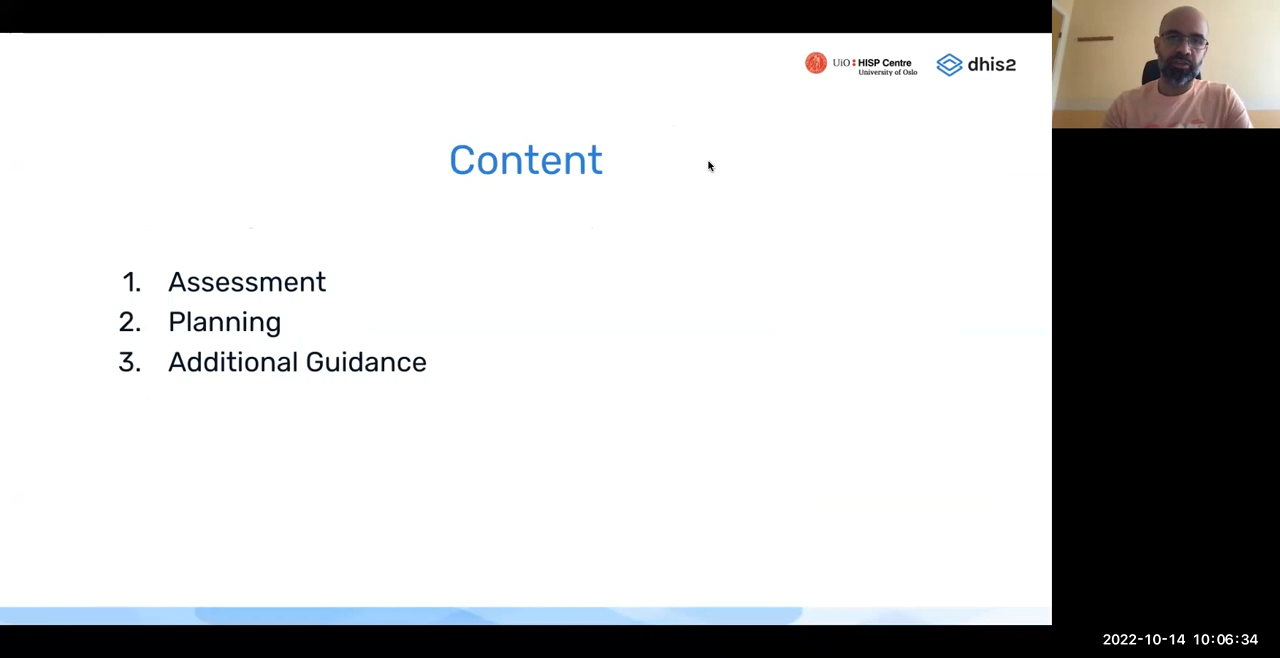 UiO HISP Centre
University of Oslo
dhis2
Content
1. Assessment
2. Planning
3. Additional Guidance
2022-10-14 10:06:34